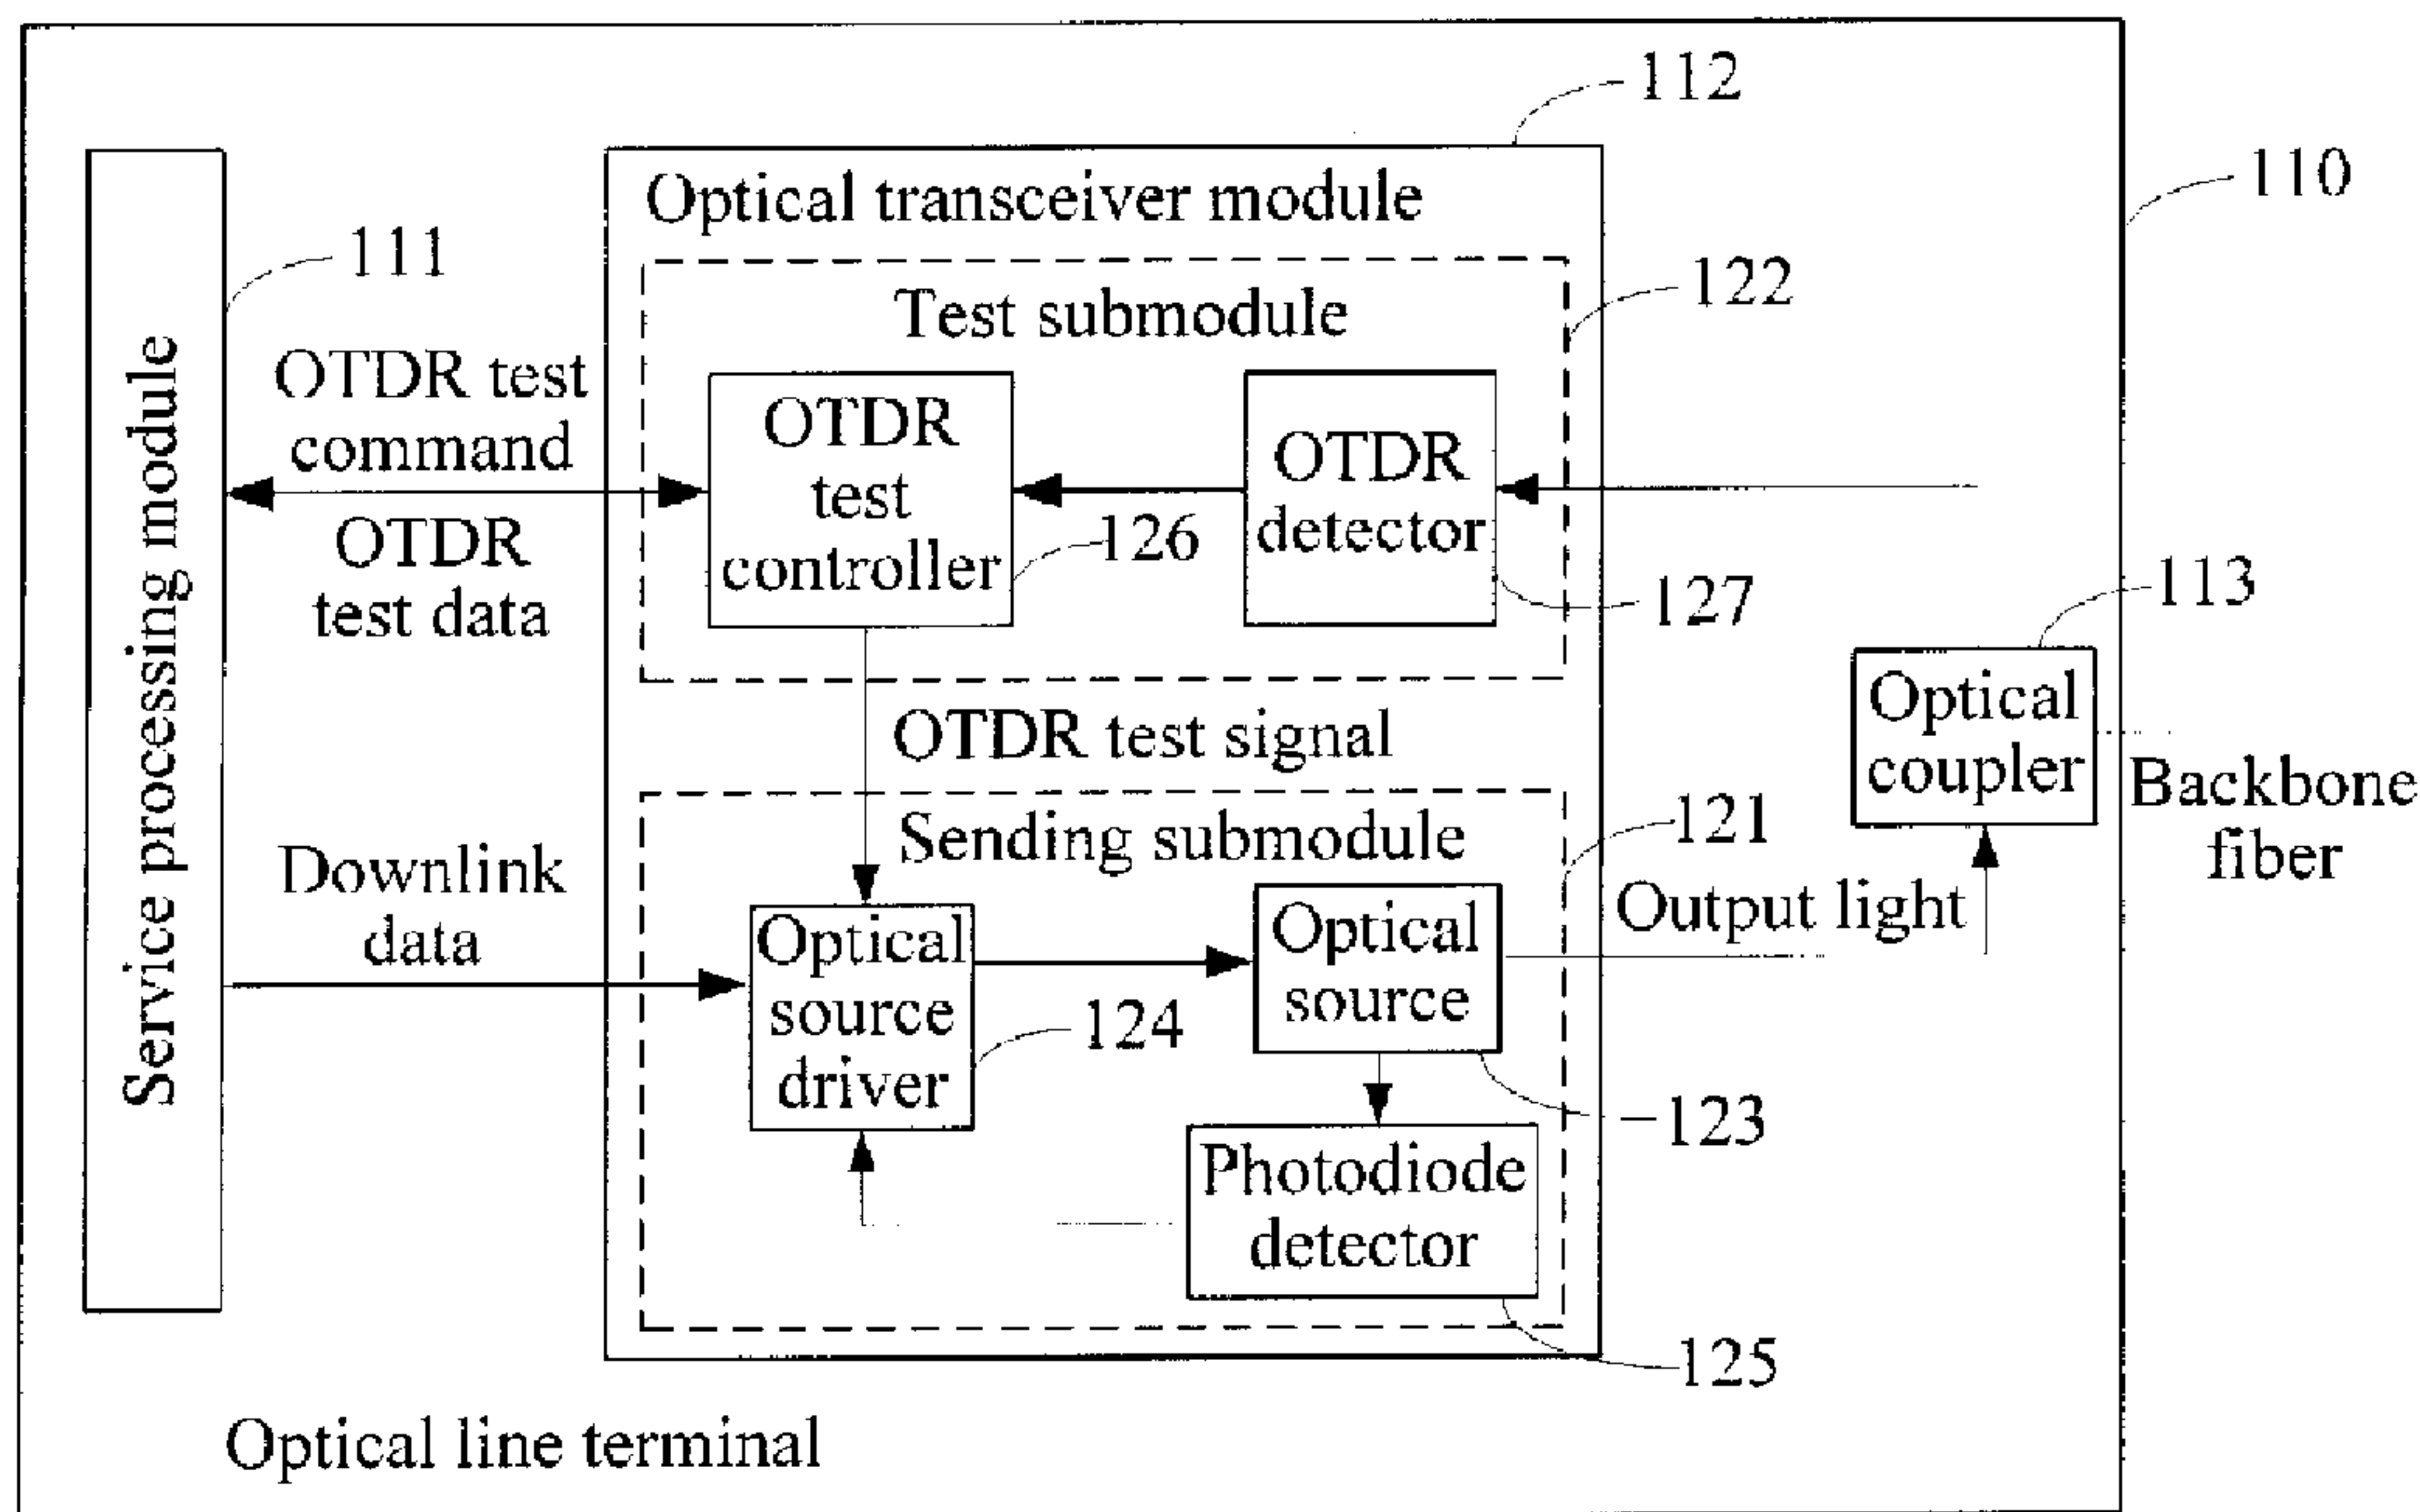 112
110
Optical transceiver module
111
122
Test submodule
Service processing module
OTDR test
command
OTDR
test data
OTDR
test
controller
126
OTDR
detector
127
113
OTDR test signal
Optical
coupler
Backbone
fiber
121
Sending submodule
Downlink
data
Optical
source
driver
124
Optical
source
Output light
123
Photodiode
detector
125
Optical line terminal